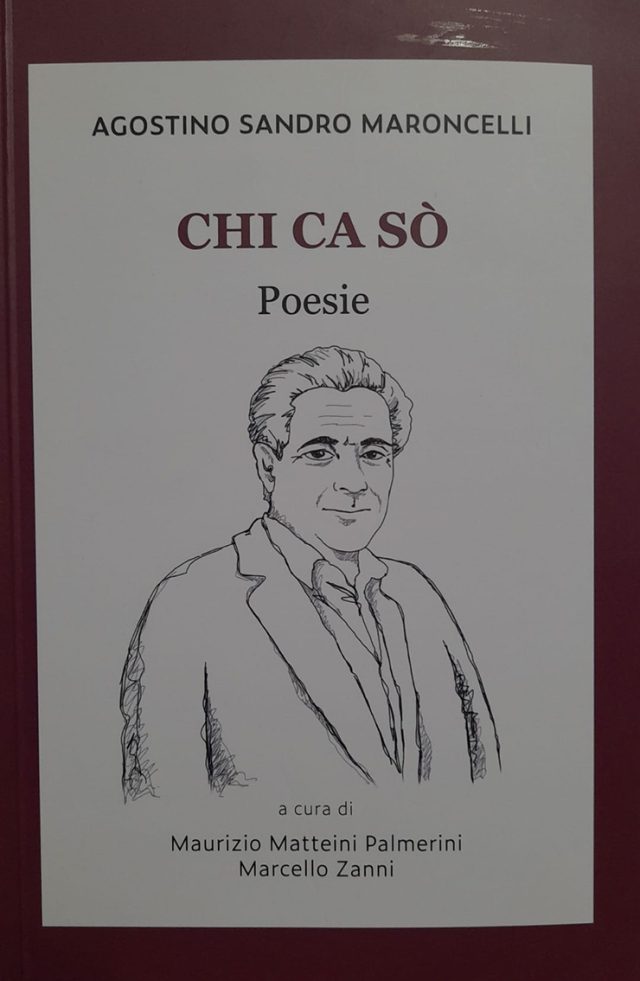 AGOSTINO SANDRO MARONCELLI
CHI CA SÒ
Poesie
a cura di
Maurizio Matteini Palmerini
Marcello Zanni